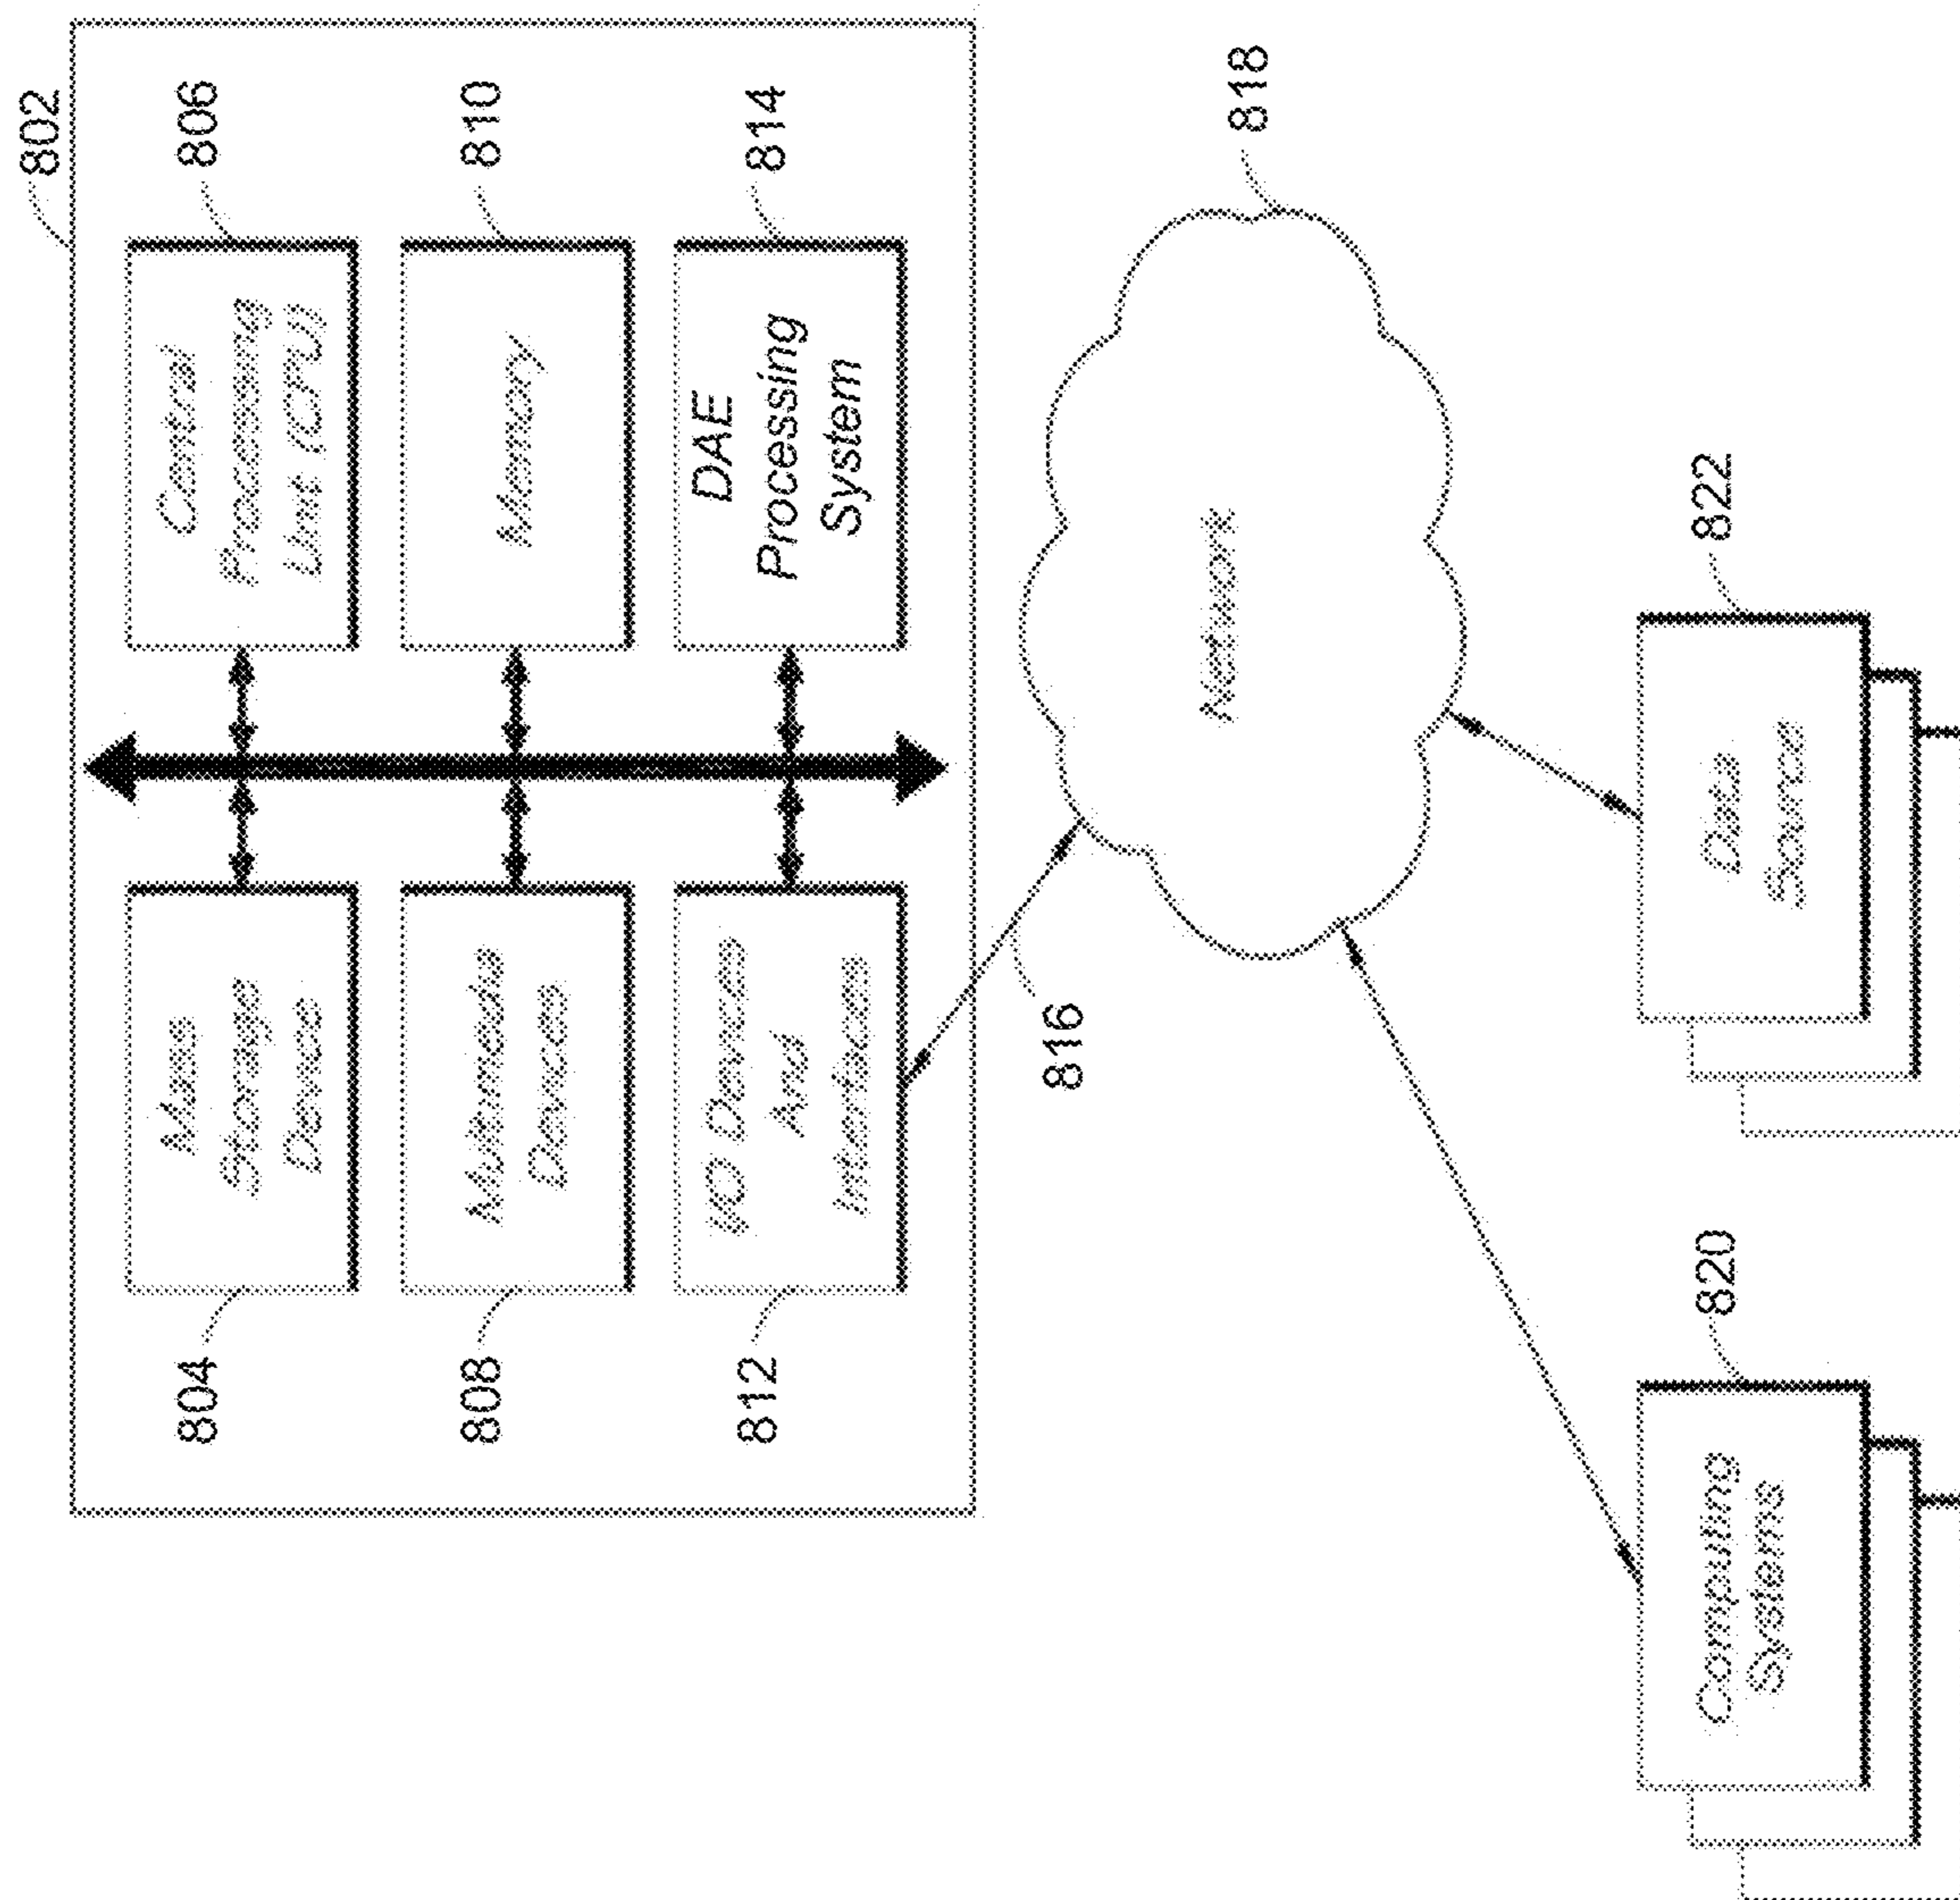 802
804
Mass
Storage
Device
Central
Processing
Unit (CPU)
806
808
Multimedia
Devices
Memory
810
812
I/O Devices
And
Interfaces
DAE
Processing
System
814
816
Network
818
820
Computing
Systems
822
Data
Source